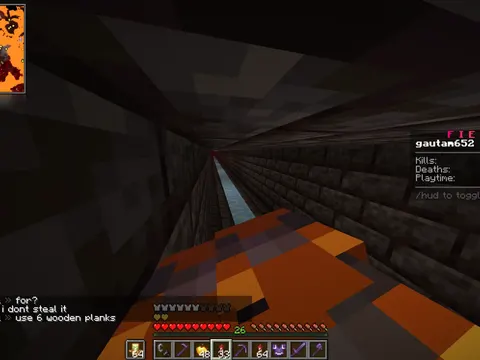 F I E
gautam652
Kills:
Deaths:
Playtime:
/hud to toggl
» for?
i dont steal it
» use 6 wooden planks
26
64
48
33
64